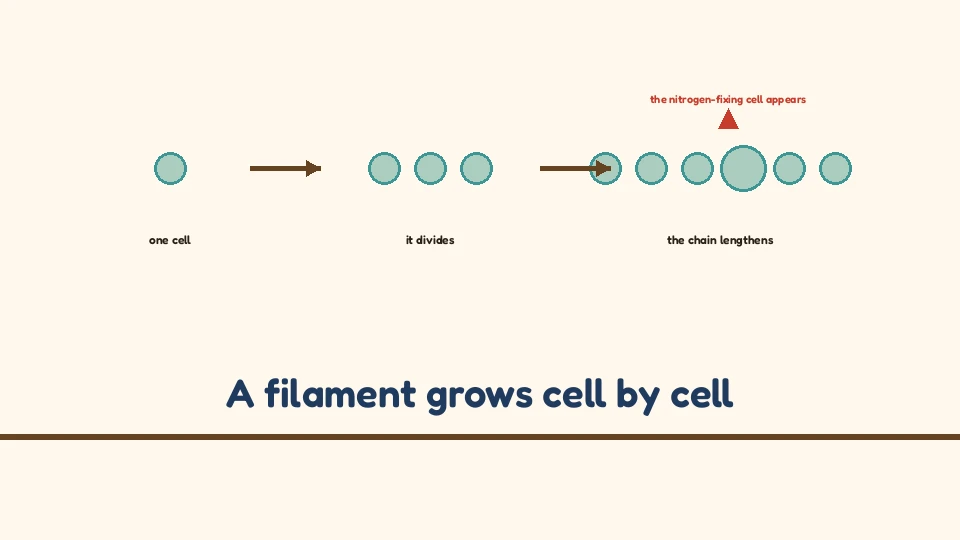 the nitrogen-fixing cell appears
one cell
it divides
the chain lengthens
A filament grows cell by cell